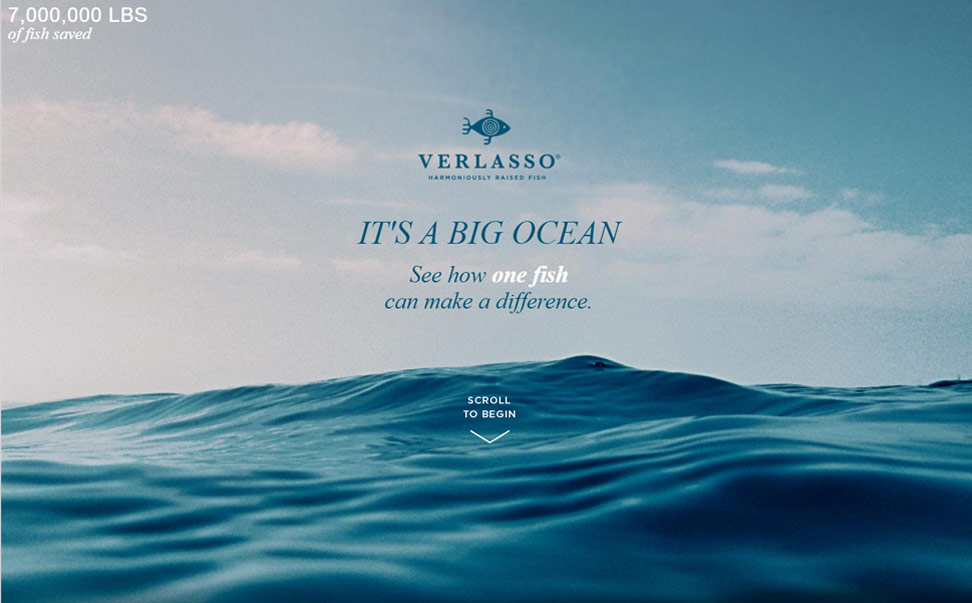 7,000,000 LBS
of fish saved
VERLASSO®
HARMONIOUSLY RAISED FISH
IT'S A BIG OCEAN
See how one fish
can make a difference.
SCROLL
TO BEGIN